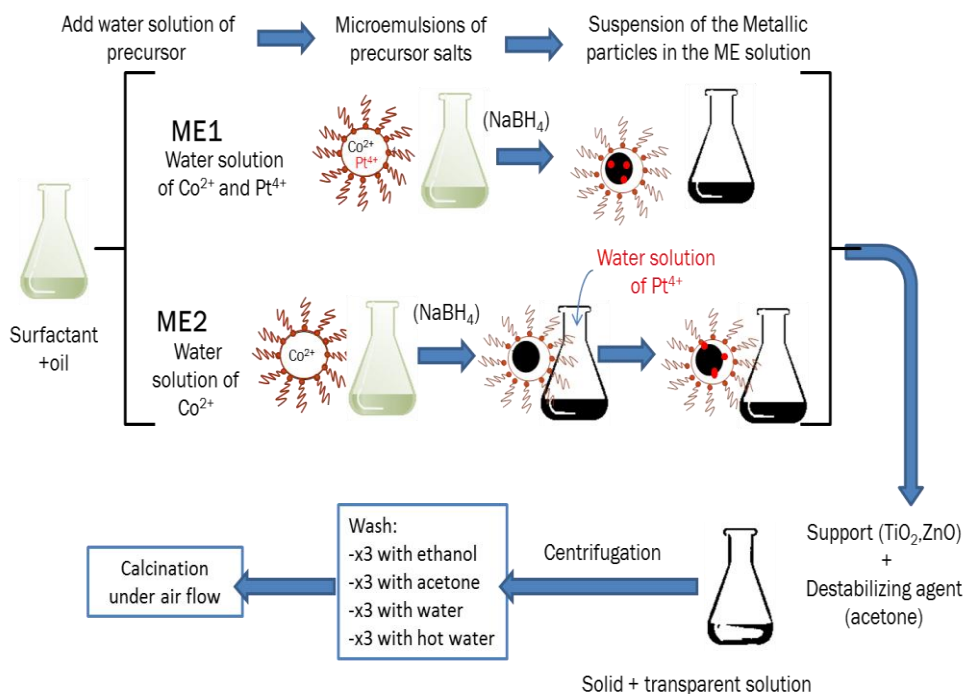 Add water solution of
precursor
Microemulsions of
precursor salts
Suspension of the Metallic
particles in the ME solution
ME1
Water solution
of Co²⁺ and Pt⁴⁺
Co²⁺
Pt⁴⁺
(NaBH₄)
Surfactant
+oil
ME2
Water
solution of
Co²⁺
Co²⁺
(NaBH₄)
Water solution
of Pt⁴⁺
Support (TiO₂,ZnO)
+
Destabilizing agent
(acetone)
Solid + transparent solution
Centrifugation
Wash:
-x3 with ethanol
-x3 with acetone
-x3 with water
-x3 with hot water
Calcination
under air flow